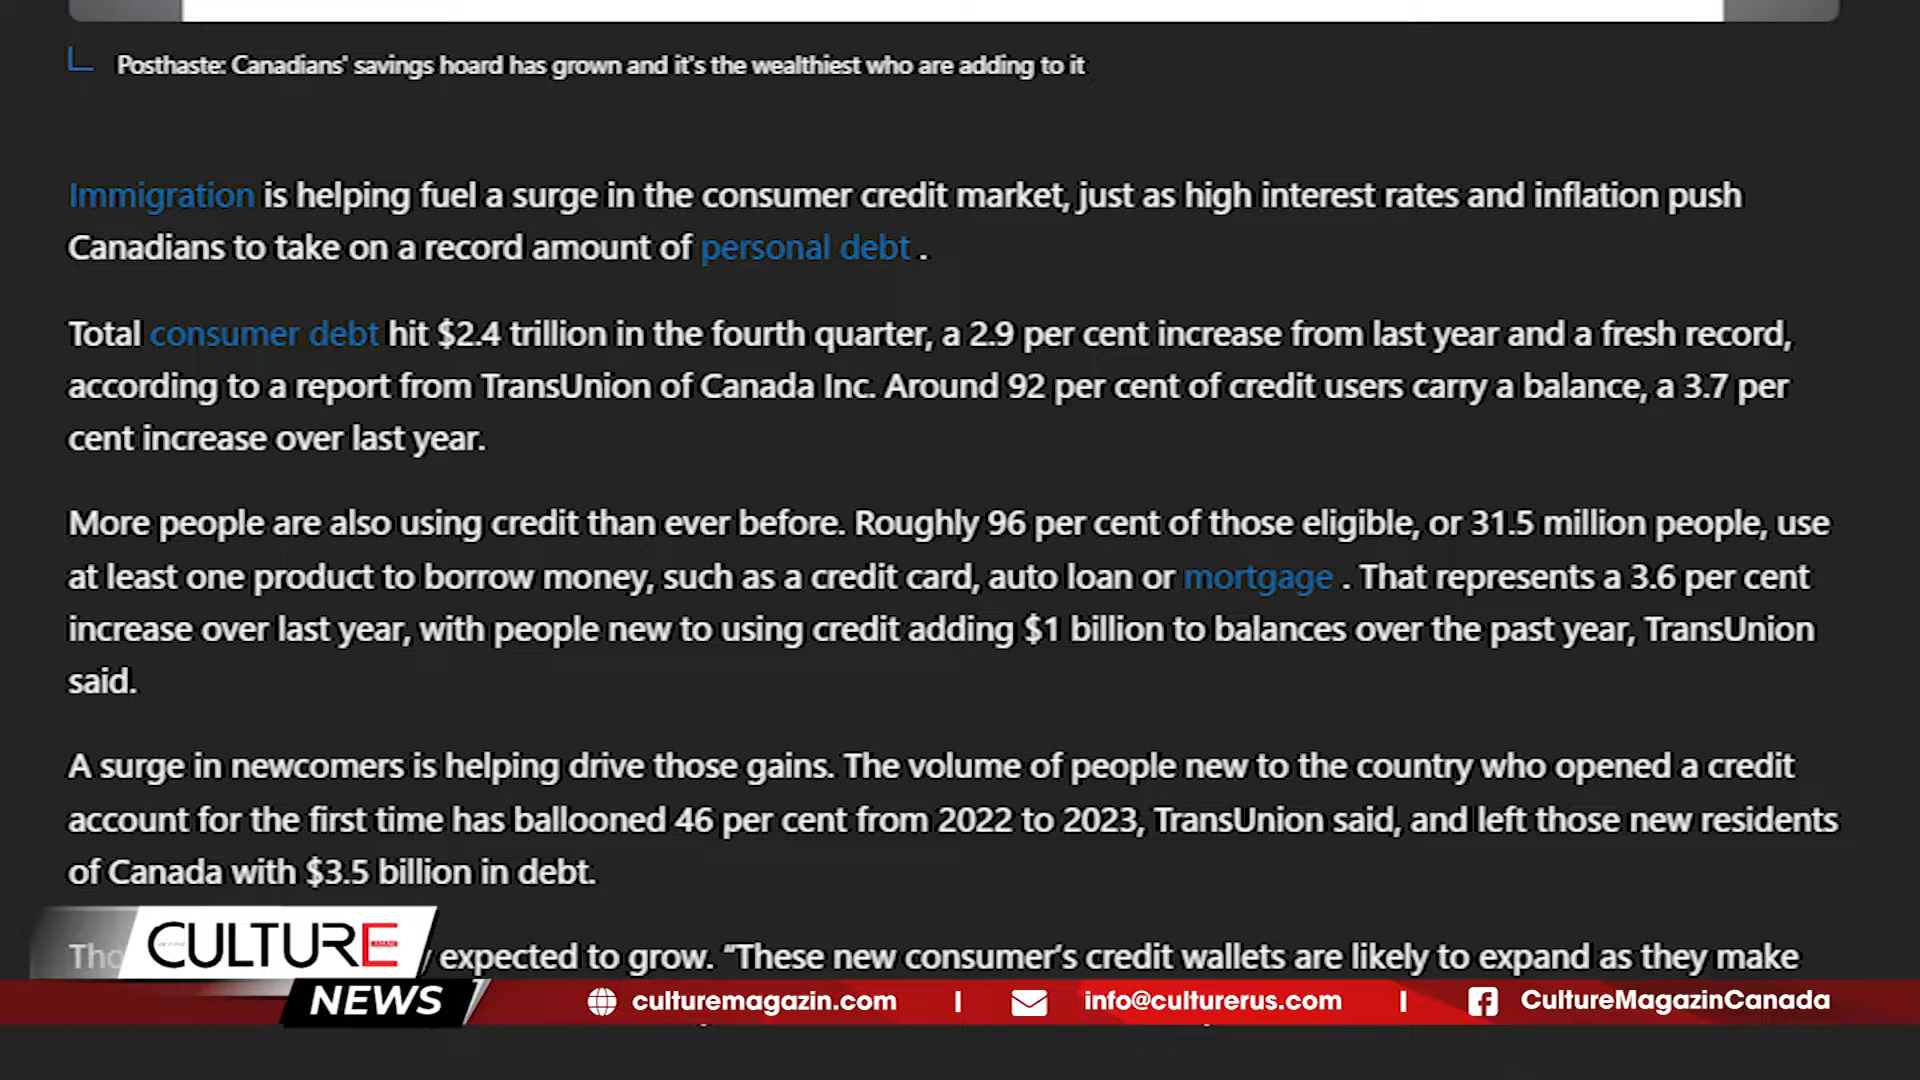 Posthaste: Canadians' savings hoard has grown and it's the wealthiest who are adding to it
Immigration is helping fuel a surge in the consumer credit market, just as high interest rates and inflation push
Canadians to take on a record amount of personal debt .
Total consumer debt hit $2.4 trillion in the fourth quarter, a 2.9 per cent increase from last year and a fresh record,
according to a report from TransUnion of Canada Inc. Around 92 per cent of credit users carry a balance, a 3.7 per
cent increase over last year.
More people are also using credit than ever before. Roughly 96 per cent of those eligible, or 31.5 million people, use
at least one product to borrow money, such as a credit card, auto loan or mortgage . That represents a 3.6 per cent
increase over last year, with people new to using credit adding $1 billion to balances over the past year, TransUnion
said.
A surge in newcomers is helping drive those gains. The volume of people new to the country who opened a credit
account for the first time has ballooned 46 per cent from 2022 to 2023, TransUnion said, and left those new residents
of Canada with $3.5 billion in debt.
expected to grow. “These new consumer’s credit wallets are likely to expand as they make
CULTURE
MAGAZIN
NEWS
culturemagazin.com | info@culturerus.com | CultureMagazinCanada